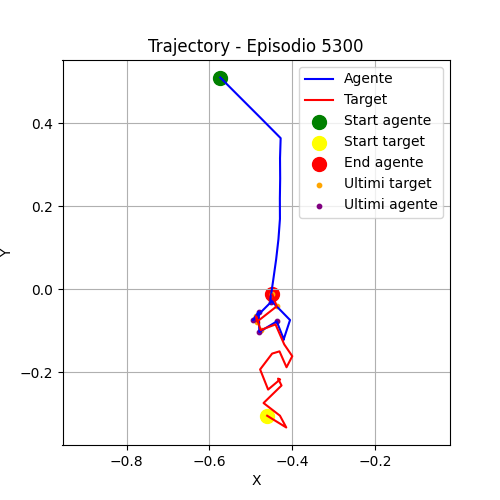 Trajectory - Episodio 5300
Agente
Target
Start agente
Start target
End agente
Ultimi target
Ultimi agente
Y
0.4
0.2
0.0
−0.2
−0.8
−0.6
−0.4
−0.2
X